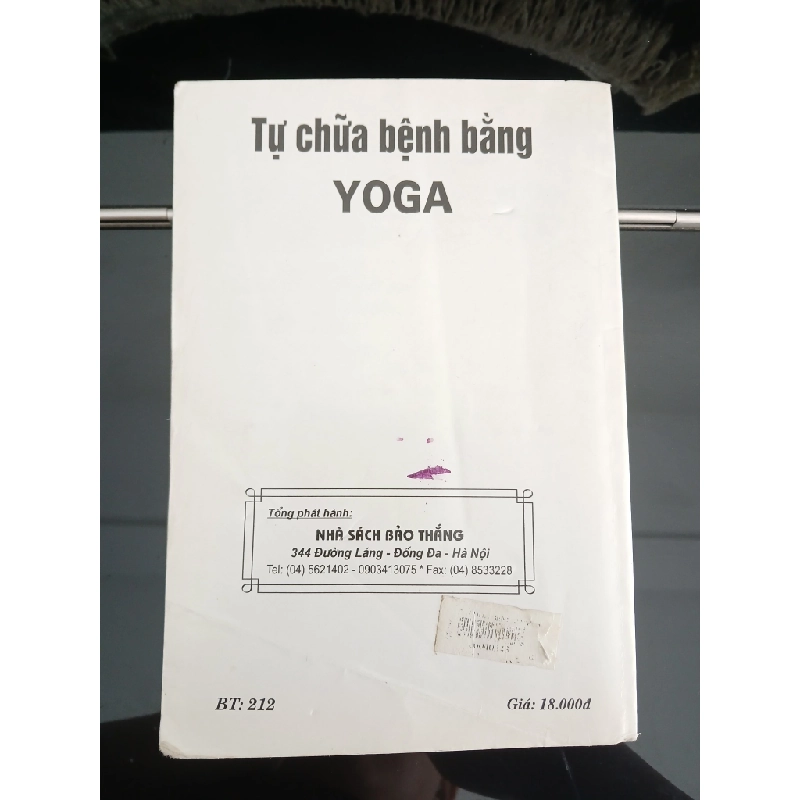 Tự chữa bệnh bằng
YOGA
Tổng phát hành:
NHÀ SÁCH BẢO THẮNG
344 Đường Láng - Đống Đa - Hà Nội
Tel: (04) 5621402 - 0903413075 * Fax: (04) 8533228
BT: 212
Giá: 18.000đ